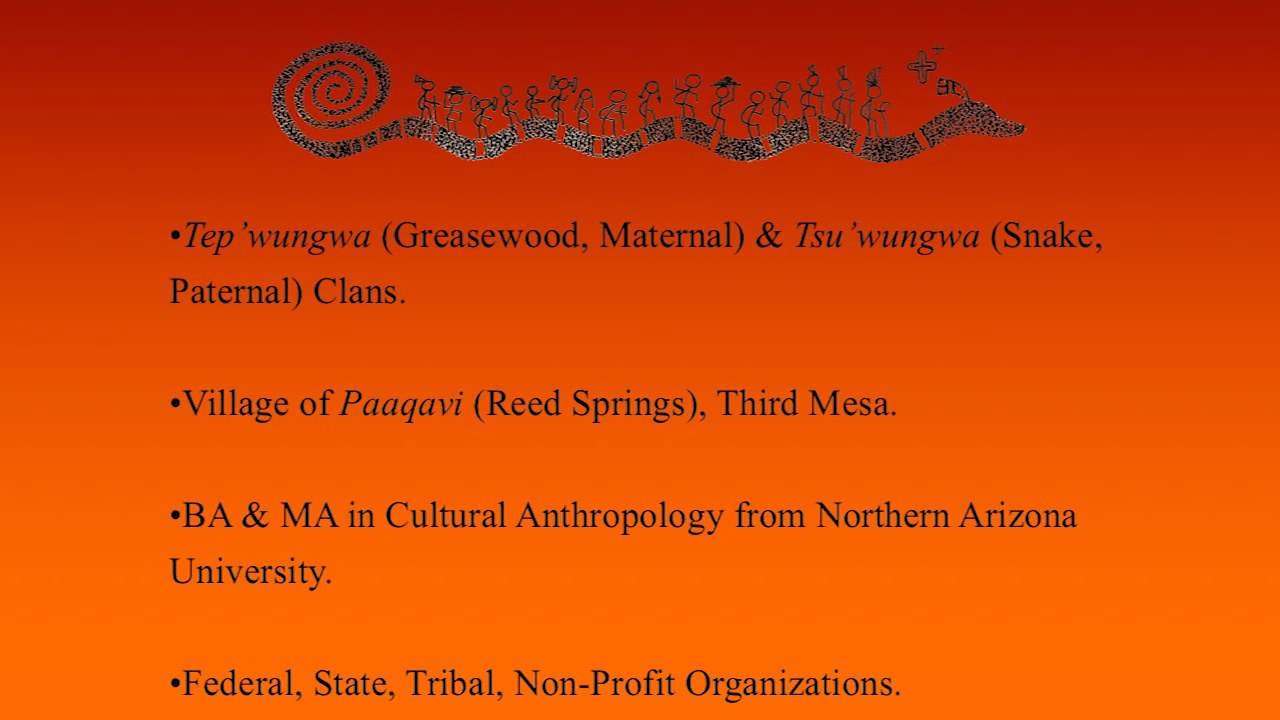 •Tep’wungwa (Greasewood, Maternal) & Tsu’wungwa (Snake,
Paternal) Clans.
•Village of Paaqavi (Reed Springs), Third Mesa.
•BA & MA in Cultural Anthropology from Northern Arizona
University.
•Federal, State, Tribal, Non-Profit Organizations.